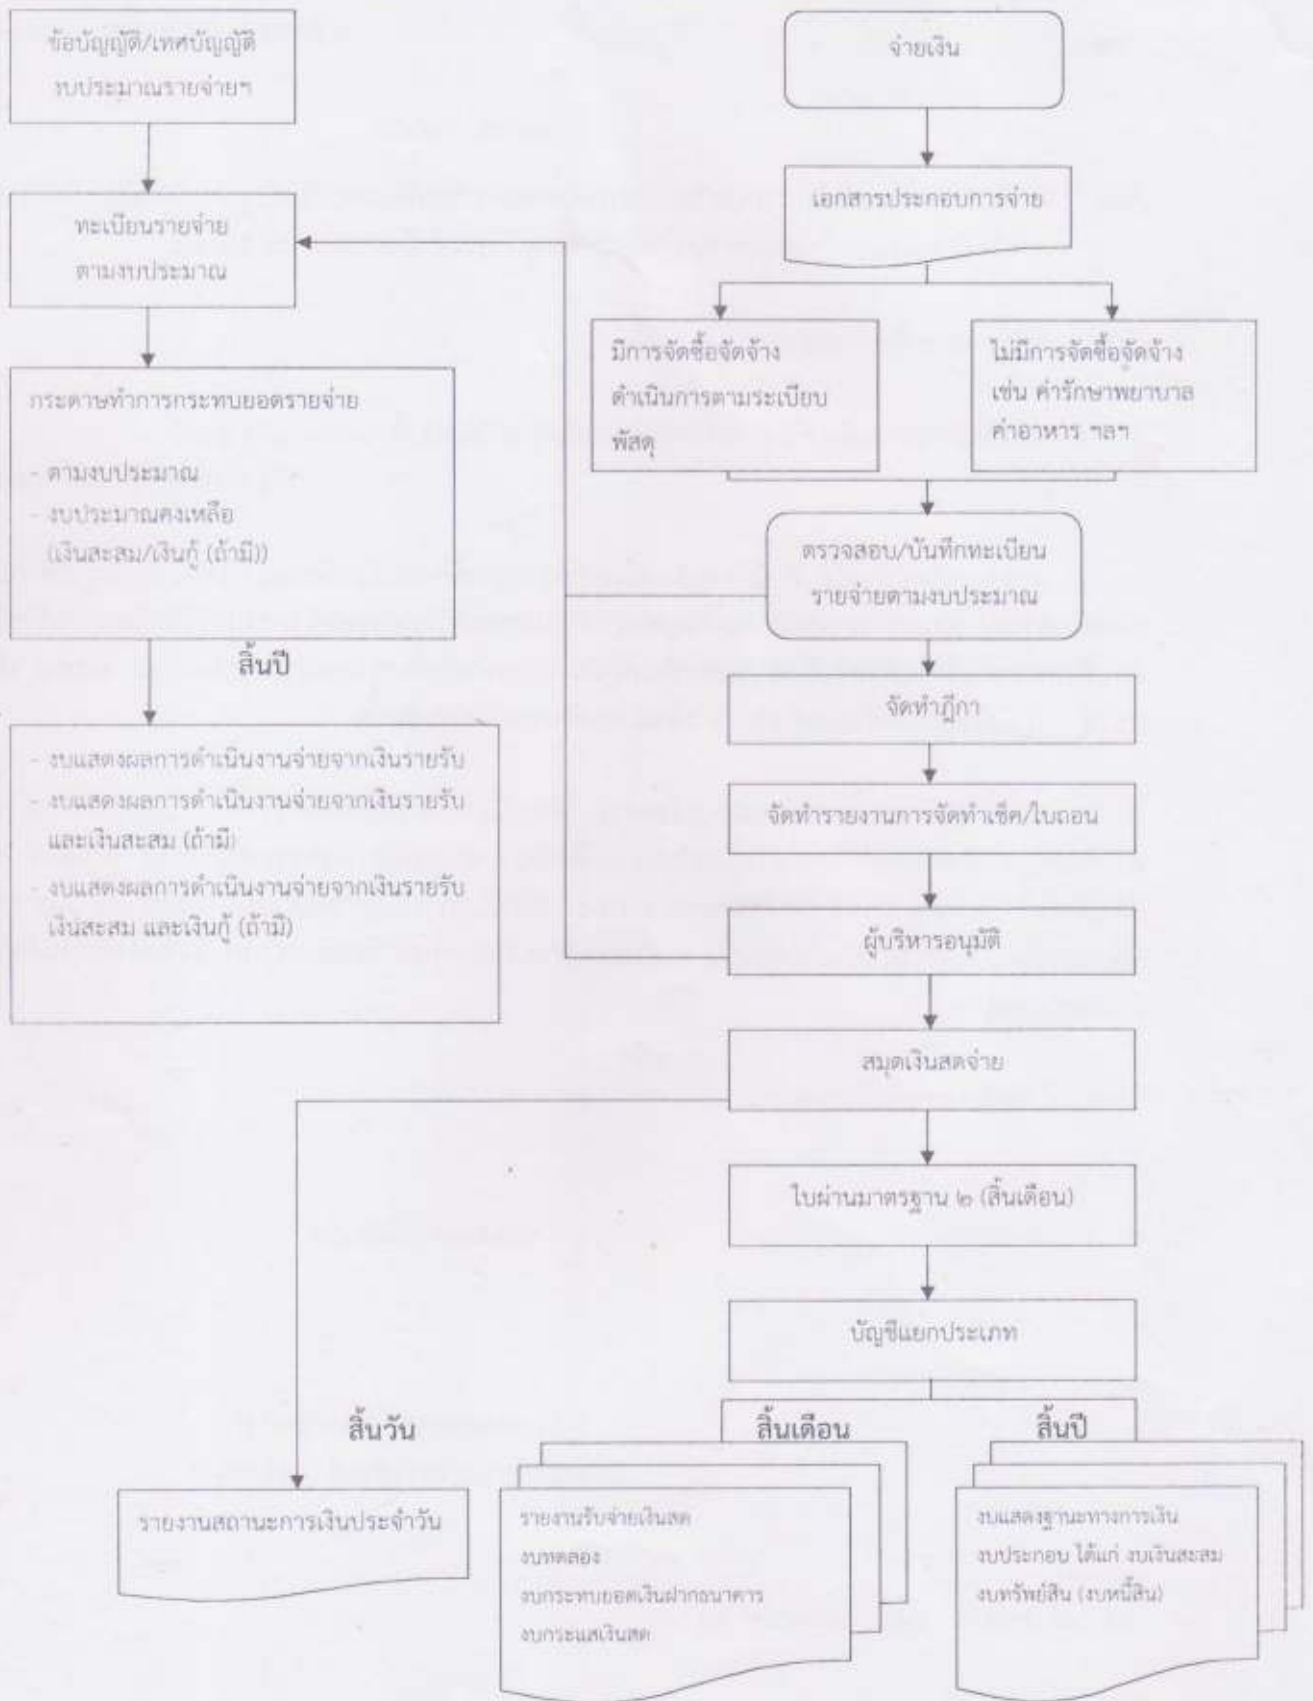 ข้อบัญญัติ/เทศบัญญัติ
งบประมาณรายจ่ายฯ
ทะเบียนรายจ่าย
ตามงบประมาณ
กระดาษทำการกระทบยอดรายจ่าย
- ตามงบประมาณ
- งบประมาณคงเหลือ
(เงินสะสม/เงินกู้ (ถ้ามี))
สิ้นปี
- งบแสดงผลการดำเนินงานจ่ายจากเงินรายรับ
- งบแสดงผลการดำเนินงานจ่ายจากเงินรายรับ
และเงินสะสม (ถ้ามี)
- งบแสดงผลการดำเนินงานจ่ายจากเงินรายรับ
เงินสะสม และเงินกู้ (ถ้ามี)
จ่ายเงิน
เอกสารประกอบการจ่าย
มีการจัดซื้อจัดจ้าง
ดำเนินการตามระเบียบ
พัสดุ
ไม่มีการจัดซื้อจัดจ้าง
เช่น ค่ารักษาพยาบาล
ค่าอาหาร ฯลฯ
ตรวจสอบ/บันทึกทะเบียน
รายจ่ายตามงบประมาณ
จัดทำฎีกา
จัดทำรายงานการจัดทำเช็ค/ใบถอน
ผู้บริหารอนุมัติ
สมุดเงินสดจ่าย
ใบผ่านมาตรฐาน ๒ (สิ้นเดือน)
บัญชีแยกประเภท
สิ้นวัน
รายงานสถานะการเงินประจำวัน
สิ้นเดือน
รายงานรับจ่ายเงินสด
งบทดลอง
งบกระทบยอดเงินฝากธนาคาร
งบกระแสเงินสด
สิ้นปี
งบแสดงฐานะทางการเงิน
งบประกอบ ได้แก่ งบเงินสะสม
งบทรัพย์สิน (งบหนี้สิน)